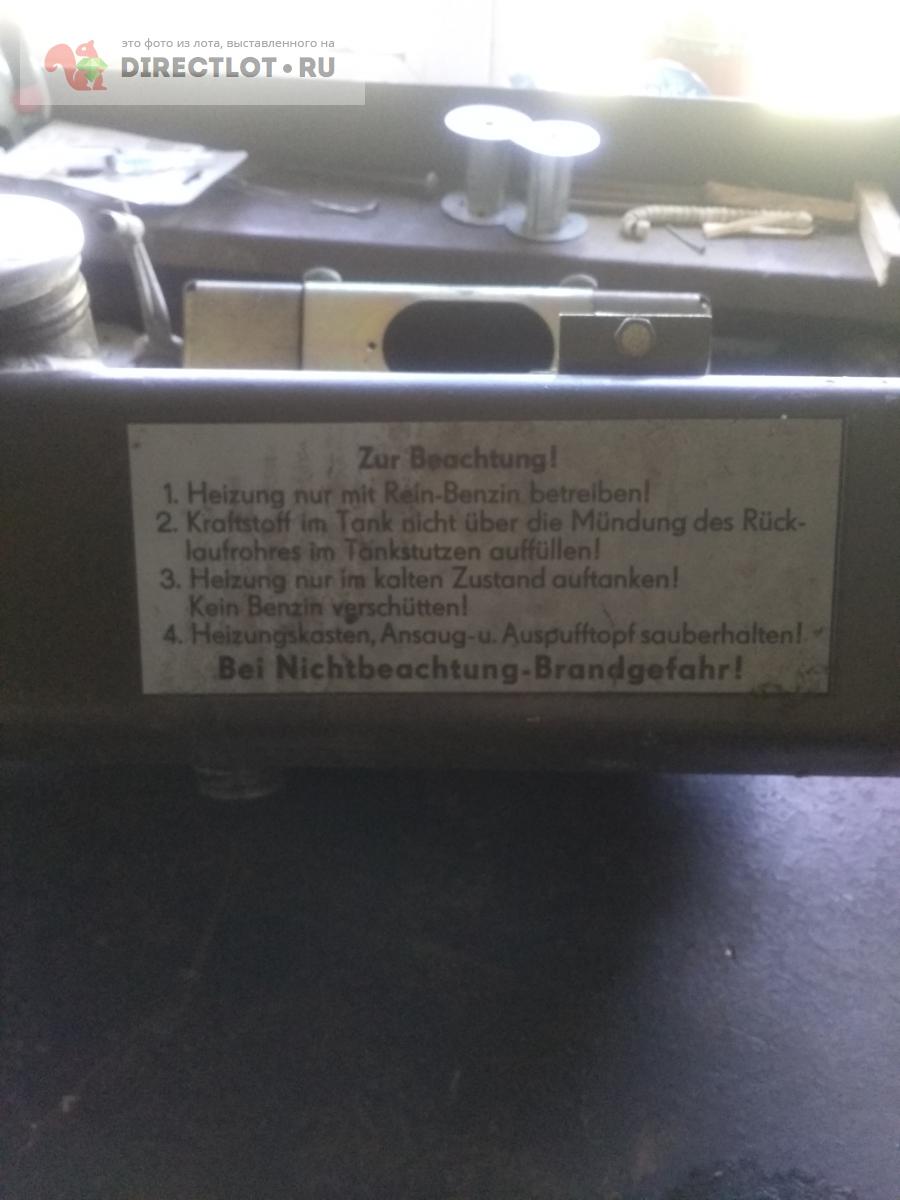 это фото из лота, выставленного на
DIRECTLOT•RU
Zur Beachtung!
1. Heizung nur mit Rein-Benzin betreiben!
2. Kraftstoff im Tank nicht über die Mündung des Rück-
laufrohres im Tankstutzen auffüllen!
3. Heizung nur im kalten Zustand auftanken!
Kein Benzin verschütten!
4. Heizungskasten, Ansaug-u. Auspufftopf sauberhalten!
Bei Nichtbeachtung-Brandgefahr!